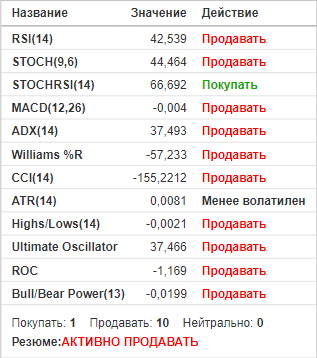 Название Значение Действие
RSI(14) 42,539 Продавать
STOCH(9,6) 44,464 Продавать
STOCHRSI(14) 66,692 Покупать
MACD(12,26) -0,004 Продавать
ADX(14) 37,493 Продавать
Williams %R -57,233 Продавать
CCI(14) -155,2212 Продавать
ATR(14) 0,0081 Менее волатилен
Highs/Lows(14) -0,0021 Продавать
Ultimate Oscillator 37,466 Продавать
ROC -1,169 Продавать
Bull/Bear Power(13) -0,0199 Продавать
Покупать: 1 Продавать: 10 Нейтрально: 0
Резюме:АКТИВНО ПРОДАВАТЬ